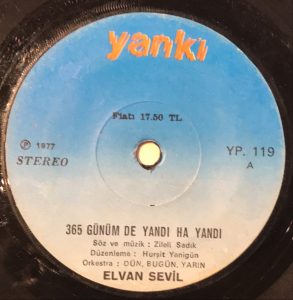 yankı
Fiatı 17.50 TL.
℗ 1977
STEREO
YP. 119
A
365 GÜNÜM DE YANDI HA YANDI
Söz ve müzik : Zileli Sadık
Düzenleme : Hurşit Yenigün
Orkestra : DÜN, BUGÜN, YARIN
ELVAN SEVİL